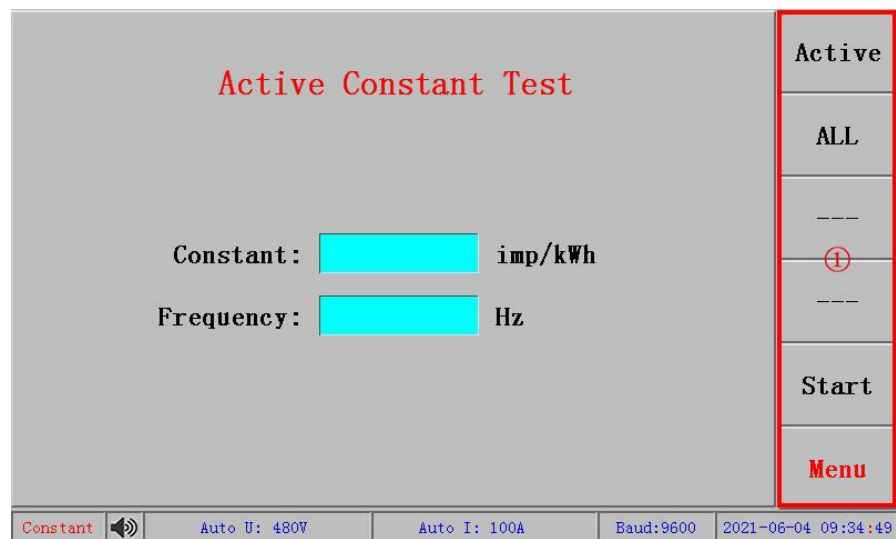 Active Constant Test
Constant: imp/kWh
Frequency: Hz
Active
ALL
---
①
---
Start
Menu
Constant Auto U: 480V Auto I: 100A Baud:9600 2021-06-04 09:34:49